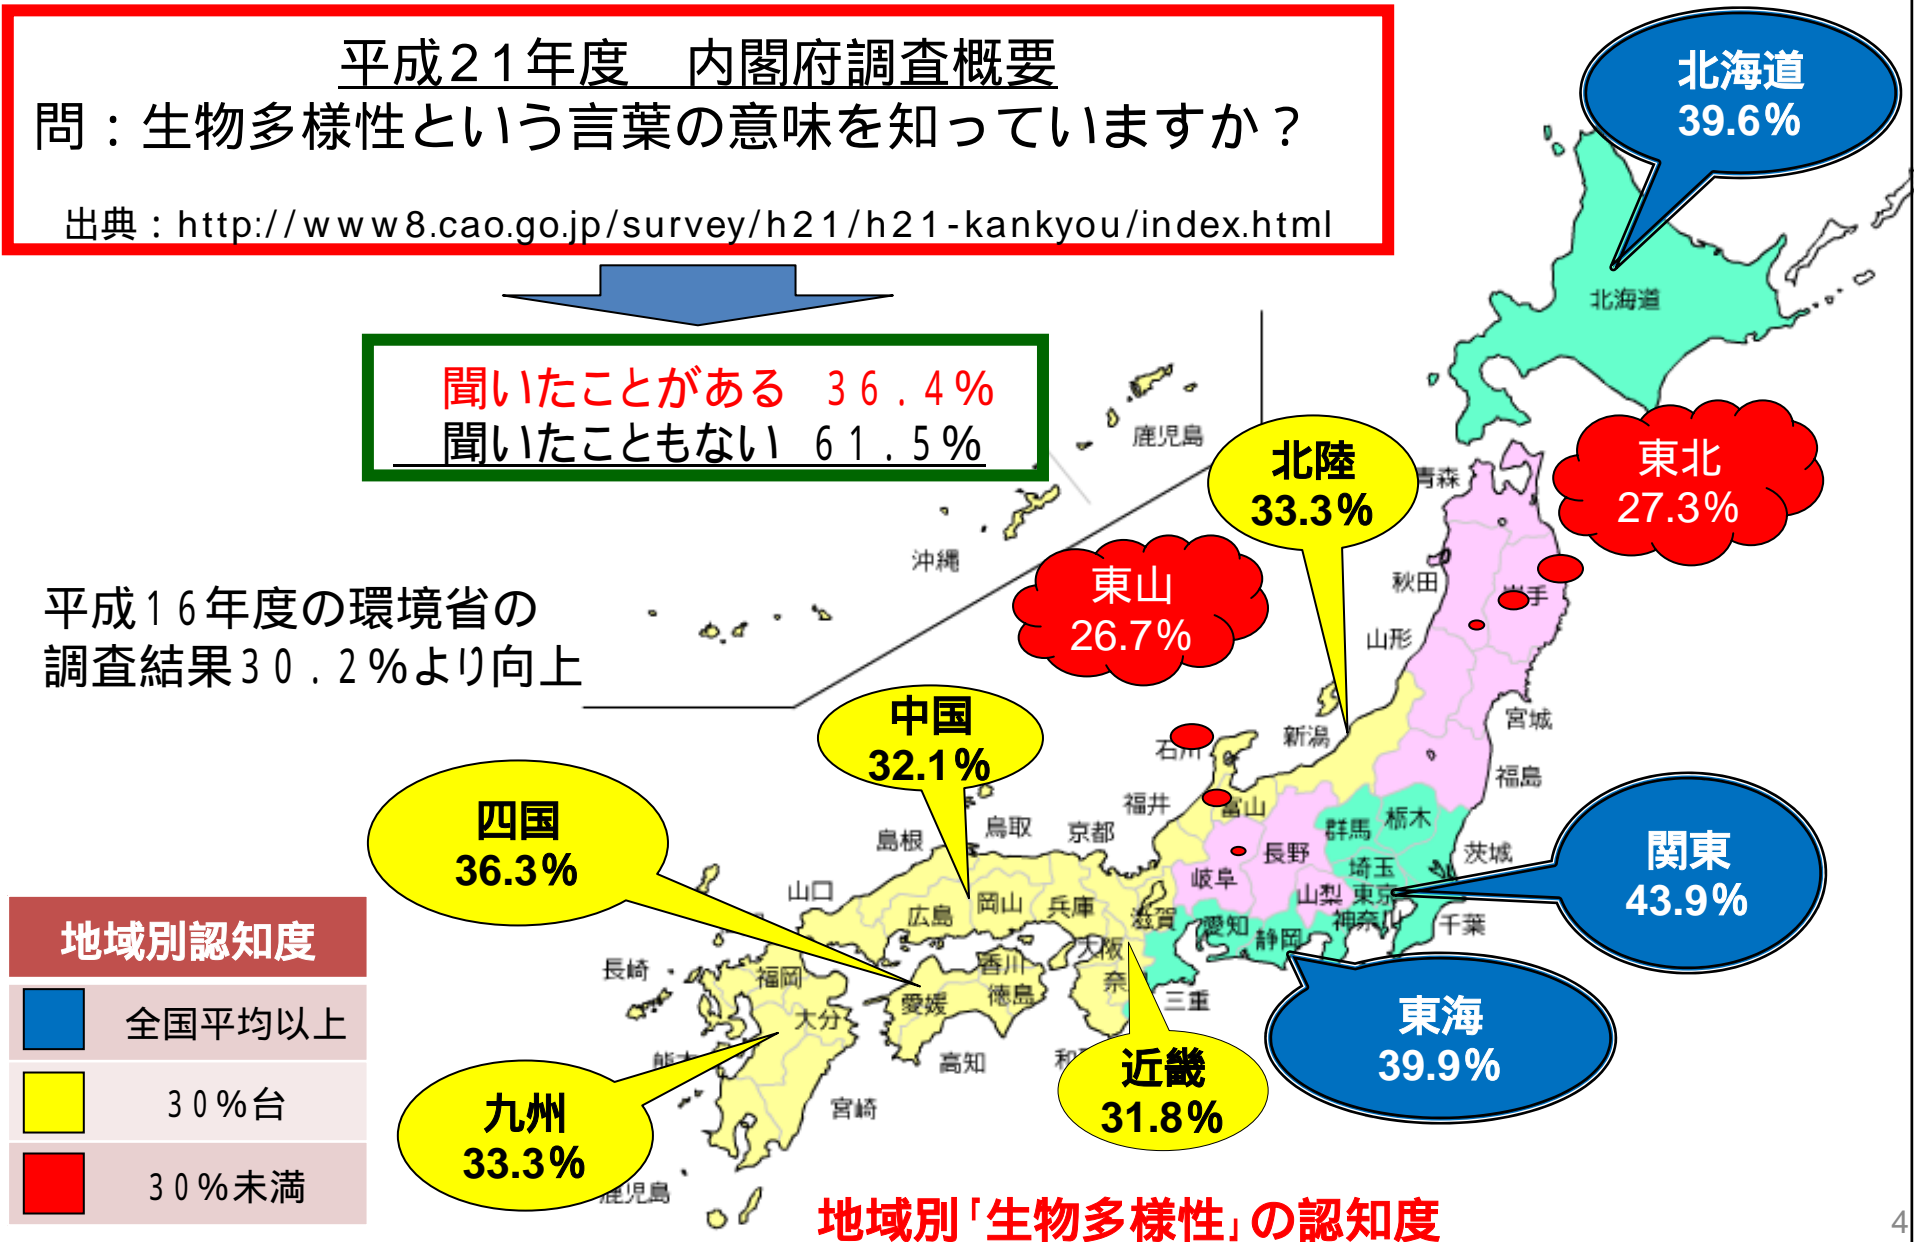 平成21年度　内閣府調査概要
問：生物多様性という言葉の意味を知っていますか？
出典：http://www8.cao.go.jp/survey/h21/h21-kankyou/index.html
聞いたことがある 36.4%
聞いたこともない 61.5%
平成16年度の環境省の
調査結果30.2%より向上
北海道
39.6%
北海道
東北
27.3%
北陸
33.3%
東山
26.7%
中国
32.1%
四国
36.3%
関東
43.9%
東海
39.9%
近畿
31.8%
九州
33.3%
鹿児島
沖縄
青森
秋田
岩手
山形
宮城
新潟
福島
石川
富山
福井
群馬
栃木
茨城
長野
埼玉
岐阜
山梨
東京
神奈川
千葉
愛知
静岡
滋賀
三重
京都
鳥取
島根
兵庫
岡山
広島
山口
大阪
香川
徳島
愛媛
高知
福岡
長崎
大分
宮崎
鹿児島
地域別認知度
全国平均以上
30%台
30%未満
地域別「生物多様性」の認知度
4